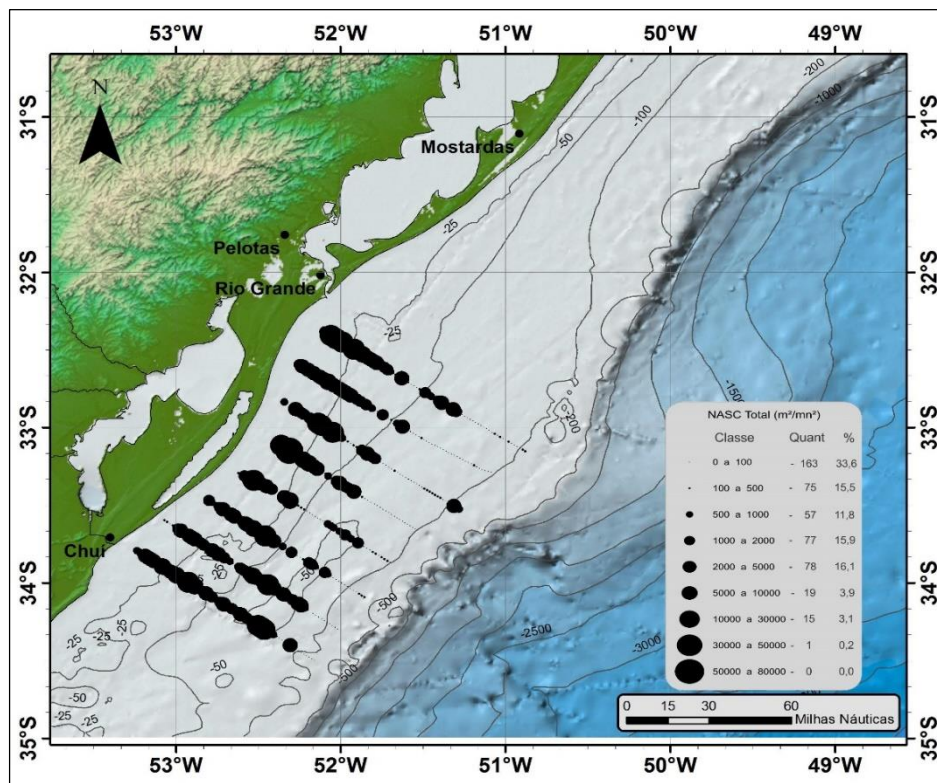 53°W 52°W 51°W 50°W 49°W
N
31°S 31°S
32°S 32°S
33°S 33°S
34°S 34°S
35°S 35°S
-200
-1000
-100
-50
-25
Mostardas
Pelotas
Rio Grande
-25
-200
-1500
Chuí
-25
-25
-50
-500
-25
-25
-50
-500
-50
-25
-25
-2500
-3000
NASC Total (m²/mn²)
Classe Quant %
0 a 100 - 163 33,6
100 a 500 - 75 15,5
500 a 1000 - 57 11,8
1000 a 2000 - 77 15,9
2000 a 5000 - 78 16,1
5000 a 10000 - 19 3,9
10000 a 30000 - 15 3,1
30000 a 50000 - 1 0,2
50000 a 80000 - 0 0,0
0 15 30 60
Milhas Náuticas
53°W 52°W 51°W 50°W 49°W